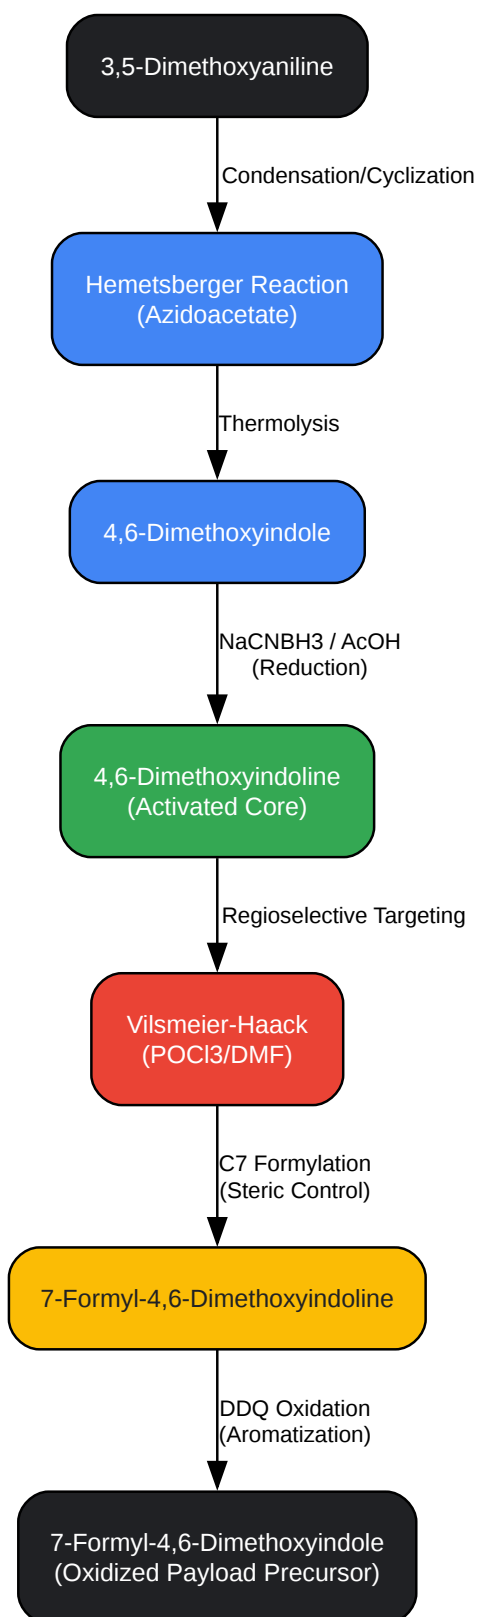 3,5-Dimethoxyaniline
Condensation/Cyclization
Hemetsberger Reaction
(Azidoacetate)
Thermolysis
4,6-Dimethoxyindole
NaCNBH3 / AcOH
(Reduction)
4,6-Dimethoxyindoline
(Activated Core)
Regioselective Targeting
Vilsmeier-Haack
(POCl3/DMF)
C7 Formylation
(Steric Control)
7-Formyl-4,6-Dimethoxyindoline
DDQ Oxidation
(Aromatization)
7-Formyl-4,6-Dimethoxyindole
(Oxidized Payload Precursor)